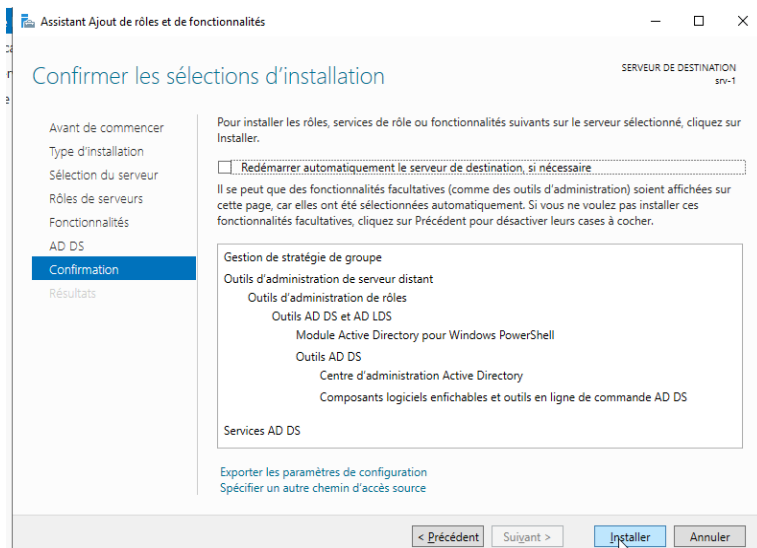 Assistant Ajout de rôles et de fonctionnalités
Confirmer les sélections d'installation
SERVEUR DE DESTINATION
srv-1
Avant de commencer
Type d'installation
Sélection du serveur
Rôles de serveurs
Fonctionnalités
AD DS
Confirmation
Résultats
Pour installer les rôles, services de rôle ou fonctionnalités suivants sur le serveur sélectionné, cliquez sur
Installer.
Redémarrer automatiquement le serveur de destination, si nécessaire
Il se peut que des fonctionnalités facultatives (comme des outils d'administration) soient affichées sur
cette page, car elles ont été sélectionnées automatiquement. Si vous ne voulez pas installer ces
fonctionnalités facultatives, cliquez sur Précédent pour désactiver leurs cases à cocher.
Gestion de stratégie de groupe
Outils d'administration de serveur distant
Outils d'administration de rôles
Outils AD DS et AD LDS
Module Active Directory pour Windows PowerShell
Outils AD DS
Centre d'administration Active Directory
Composants logiciels enfichables et outils en ligne de commande AD DS
Services AD DS
Exporter les paramètres de configuration
Spécifier un autre chemin d'accès source
< Précédent
Suivant >
Installer
Annuler